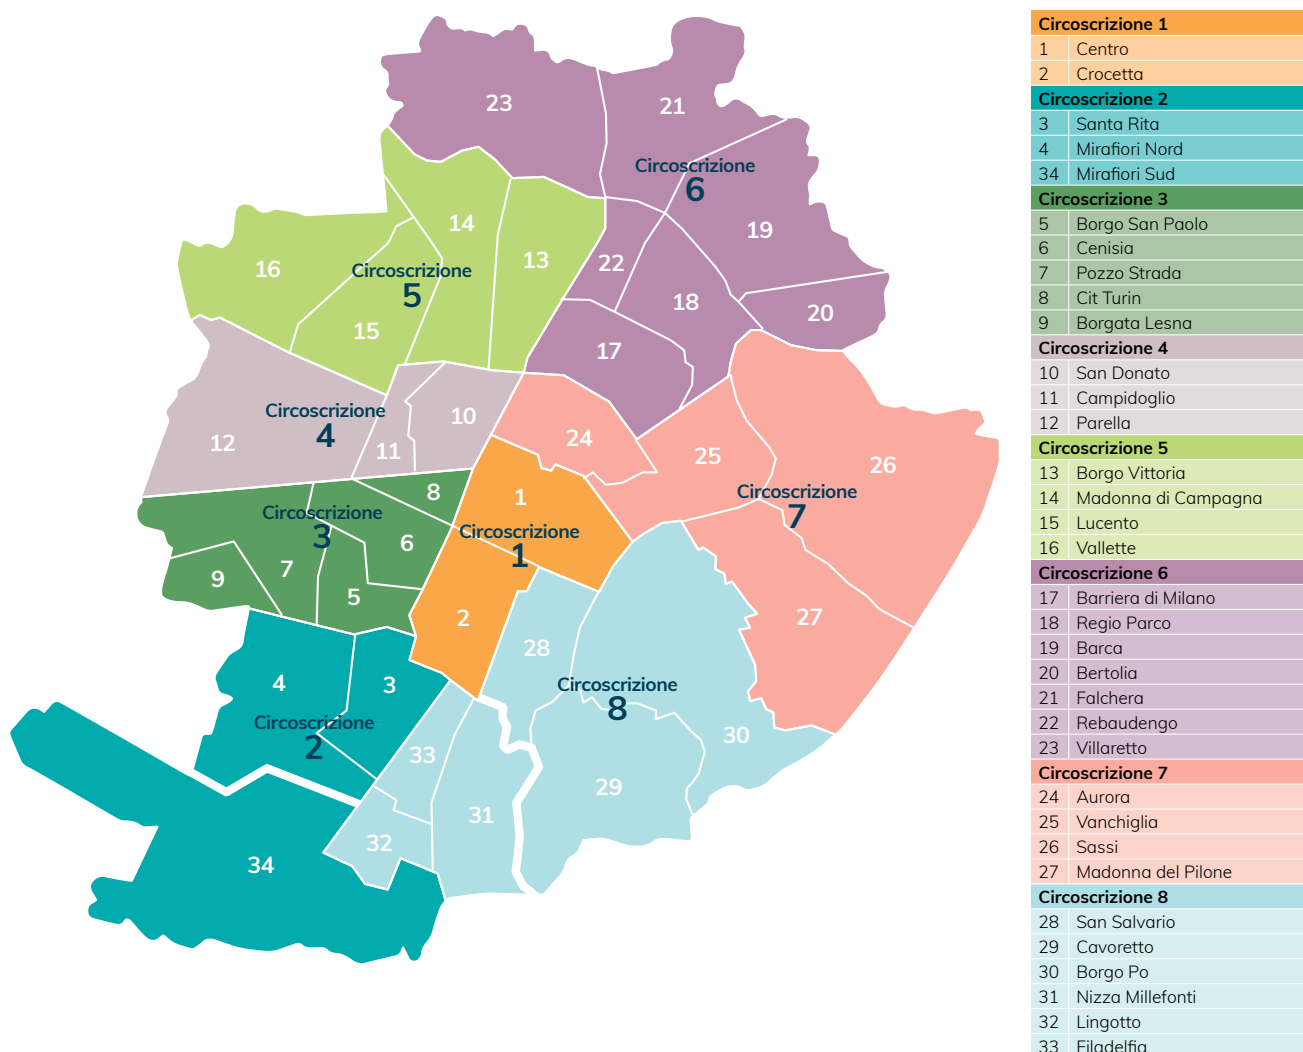 23
21
Circoscrizione
6
14
19
16
13
22
Circoscrizione
5
18
20
15
17
Circoscrizione
4
10
12
11
24
25
26
8
1
Circoscrizione
7
Circoscrizione
3
6
Circoscrizione
1
9
7
5
2
27
28
4
3
Circoscrizione
8
Circoscrizione
2
33
30
29
31
32
34
Circoscrizione 1
1 Centro
2 Crocetta
Circoscrizione 2
3 Santa Rita
4 Mirafiori Nord
34 Mirafiori Sud
Circoscrizione 3
5 Borgo San Paolo
6 Cenisia
7 Pozzo Strada
8 Cit Turin
9 Borgata Lesna
Circoscrizione 4
10 San Donato
11 Campidoglio
12 Parella
Circoscrizione 5
13 Borgo Vittoria
14 Madonna di Campagna
15 Lucento
16 Vallette
Circoscrizione 6
17 Barriera di Milano
18 Regio Parco
19 Barca
20 Bertolia
21 Falchera
22 Rebaudengo
23 Villaretto
Circoscrizione 7
24 Aurora
25 Vanchiglia
26 Sassi
27 Madonna del Pilone
Circoscrizione 8
28 San Salvario
29 Cavoretto
30 Borgo Po
31 Nizza Millefonti
32 Lingotto
33 Filadelfia